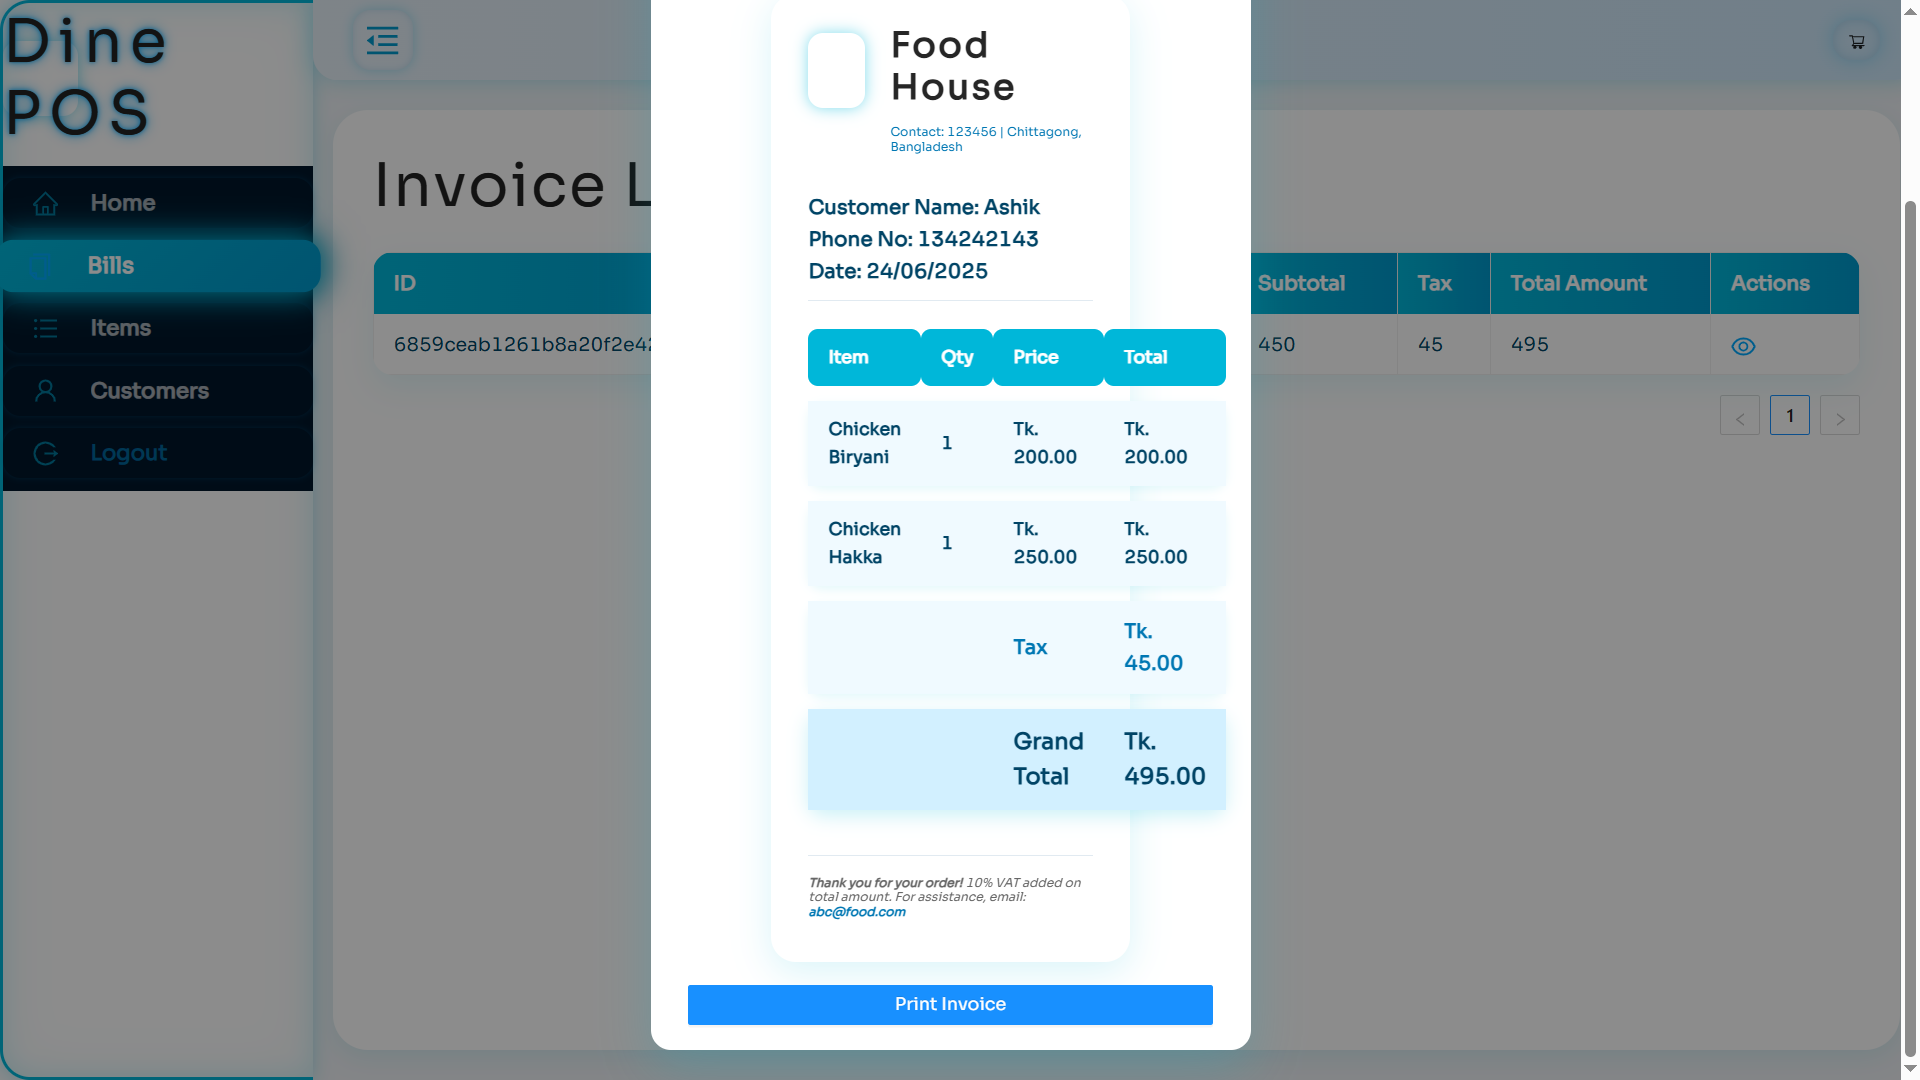 Dine
POS
Home
Bills
Items
Customers
Logout
Invoice L
ID
Subtotal
Tax
Total Amount
Actions
6859ceab1261b8a20f2e42
450
45
495
1
Food
House
Contact: 123456 | Chittagong,
Bangladesh
Customer Name: Ashik
Phone No: 134242143
Date: 24/06/2025
Item Qty Price Total
Chicken Biryani 1 Tk. 200.00 Tk. 200.00
Chicken Hakka 1 Tk. 250.00 Tk. 250.00
Tax Tk. 45.00
Grand Total Tk. 495.00
Thank you for your order! 10% VAT added on
total amount. For assistance, email:
abc@food.com
Print Invoice